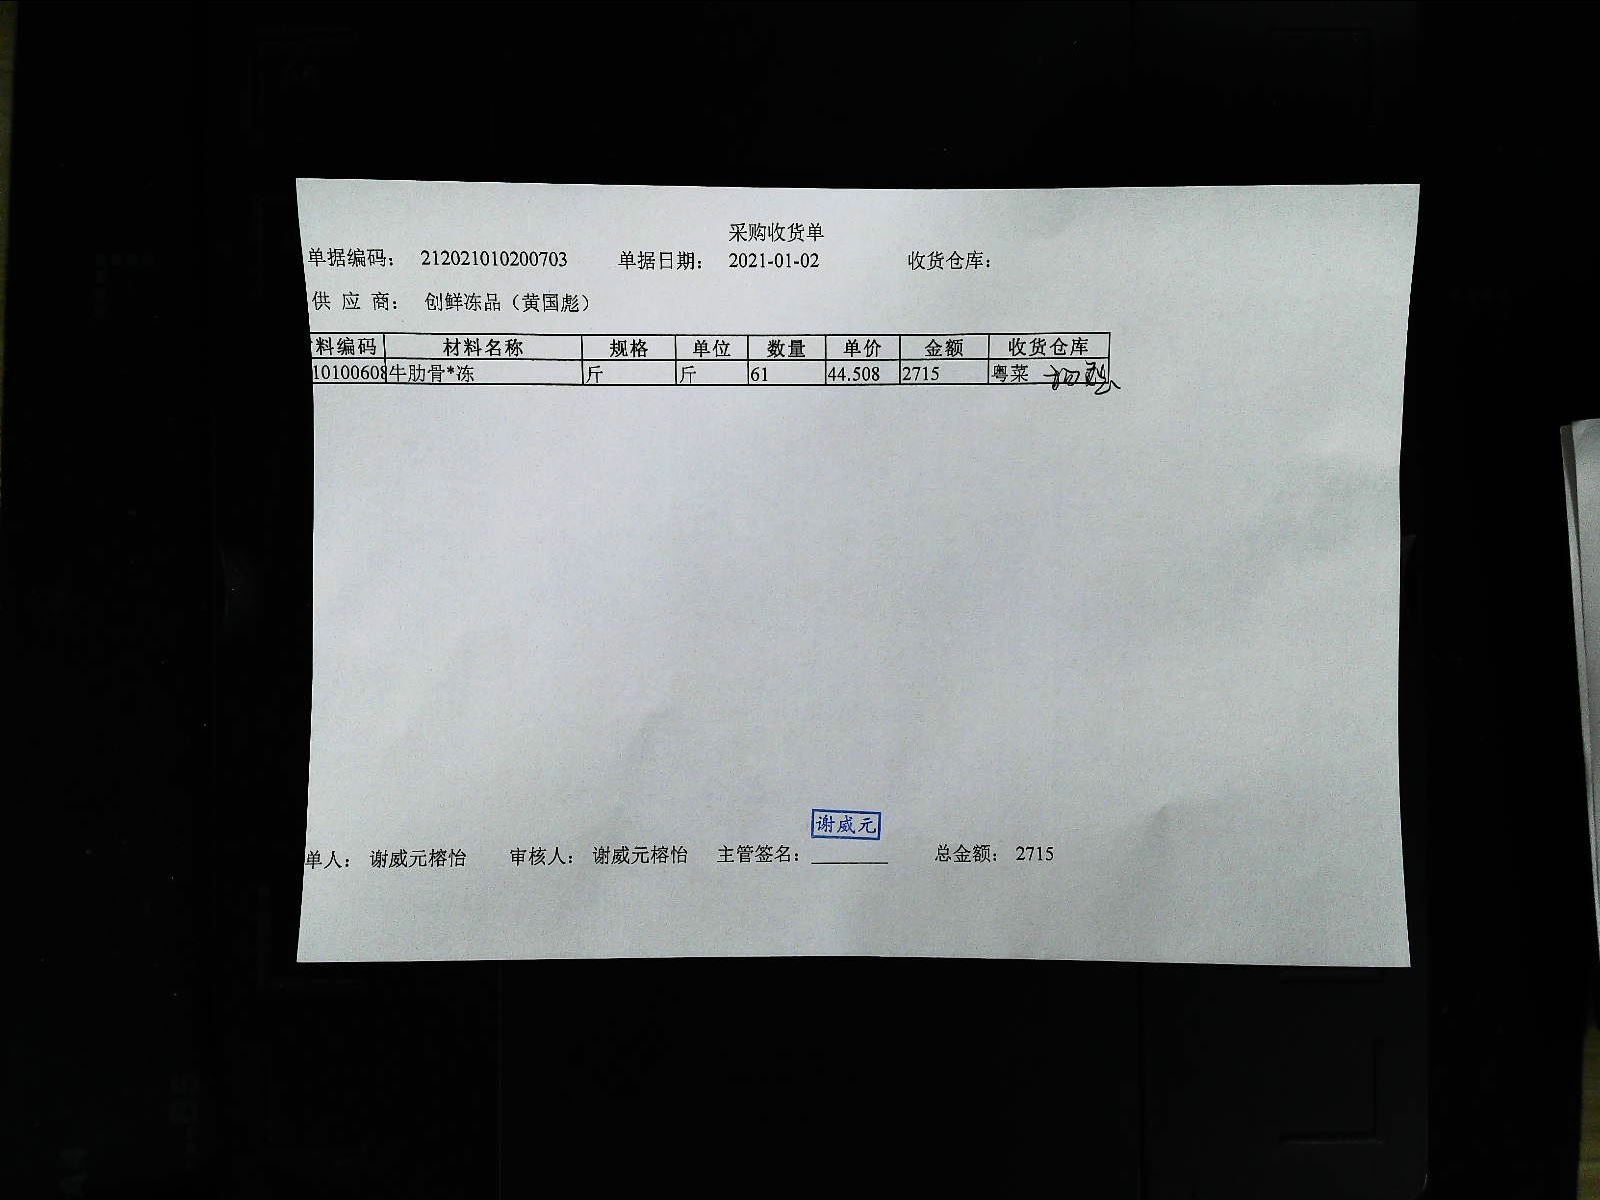 采购收货单
单据编码: 212021010200703 单据日期: 2021-01-02 收货仓库:
供 应 商: 创鲜冻品（黄国彪）
料编码 材料名称 规格 单位 数量 单价 金额 收货仓库
10100608 牛肋骨*冻 斤 斤 61 44.508 2715 粤菜
谢威元
单人: 谢威元榕怡 审核人: 谢威元榕怡 主管签名: 总金额: 2715